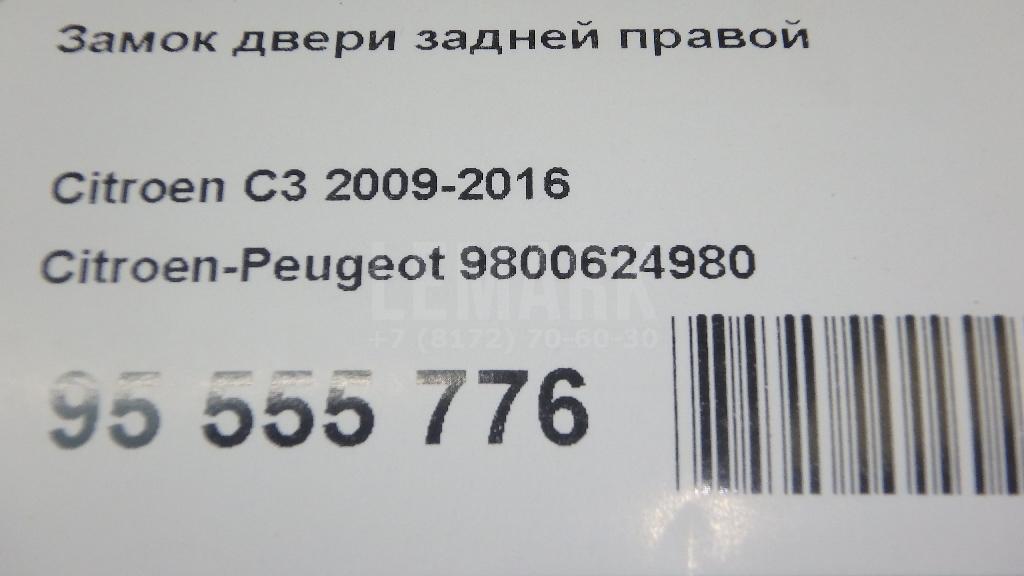 Замок двери задней правой
Citroen C3 2009-2016
Citroen-Peugeot 9800624980
LEMARK
+7 (8172) 70-60-30
95 555 776